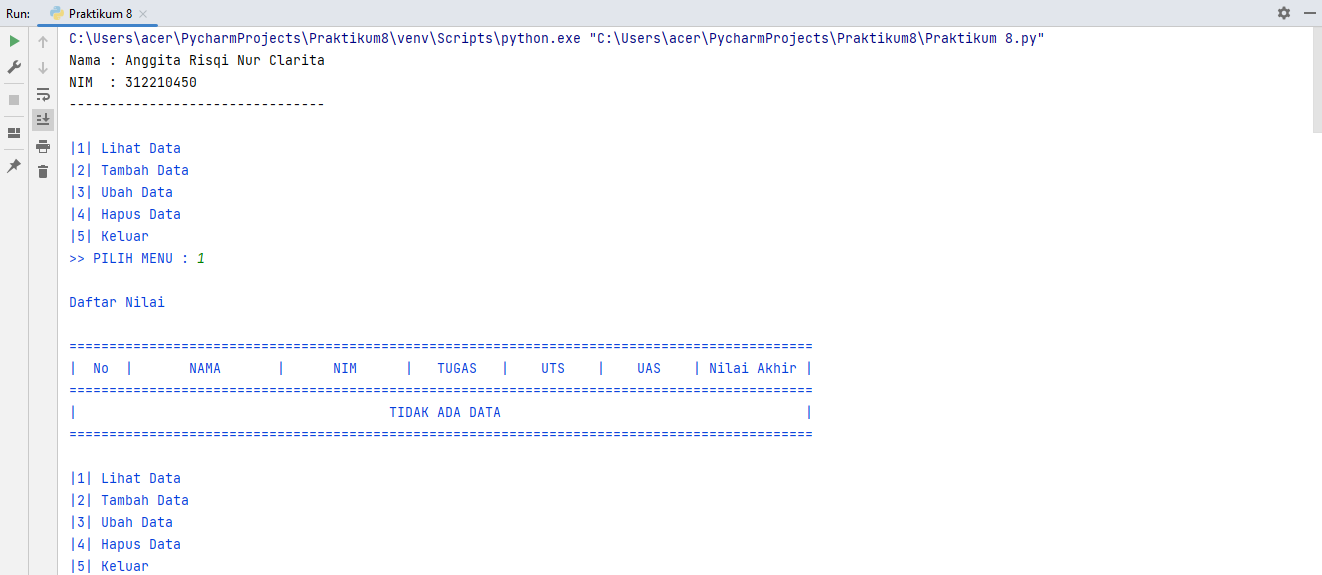 Run: Praktikum 8
C:\Users\acer\PycharmProjects\Praktikum8\venv\Scripts\python.exe "C:\Users\acer\PycharmProjects\Praktikum8\Praktikum 8.py"
Nama : Anggita Risqi Nur Clarita
NIM  : 312210450
--------------------------------
|1| Lihat Data
|2| Tambah Data
|3| Ubah Data
|4| Hapus Data
|5| Keluar
>> PILIH MENU : 1
Daftar Nilai
=============================================================================================
|  No  |       NAMA       |      NIM      |   TUGAS   |    UTS    |    UAS    | Nilai Akhir |
=============================================================================================
|                                       TIDAK ADA DATA                                      |
=============================================================================================
|1| Lihat Data
|2| Tambah Data
|3| Ubah Data
|4| Hapus Data
|5| Keluar